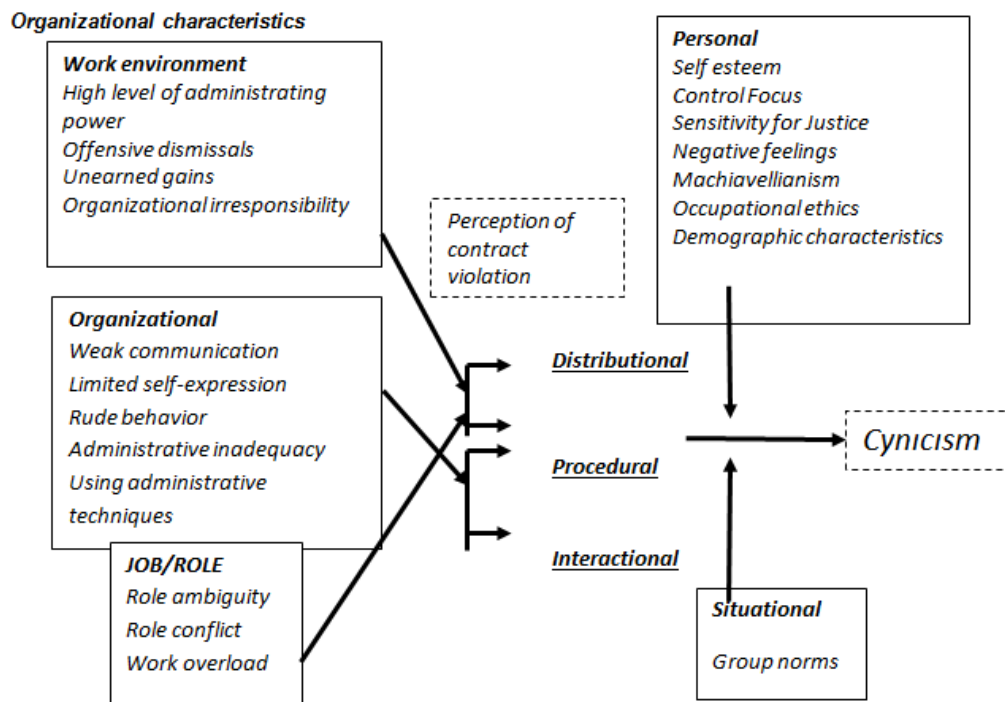 Organizational characteristics
Work environment
High level of administrating
power
Offensive dismissals
Unearned gains
Organizational irresponsibility
Perception of
contract
violation
Personal
Self esteem
Control Focus
Sensitivity for Justice
Negative feelings
Machiavellianism
Occupational ethics
Demographic characteristics
Organizational
Weak communication
Limited self-expression
Rude behavior
Administrative inadequacy
Using administrative
techniques
JOB/ROLE
Role ambiguity
Role conflict
Work overload
Distributional
Procedural
Interactional
Cynicism
Situational
Group norms